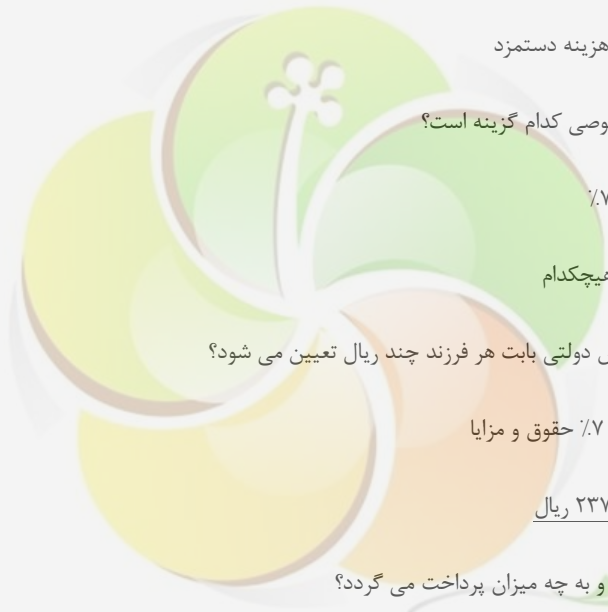 هزینه دستمزد
وصی کدام گزینه است؟
٪۷
هیچکدام
دولتی بابت هر فرزند چند ریال تعیین می شود؟
۷٪ حقوق و مزایا
۲۳۷ ریال
و به چه میزان پرداخت می گردد؟